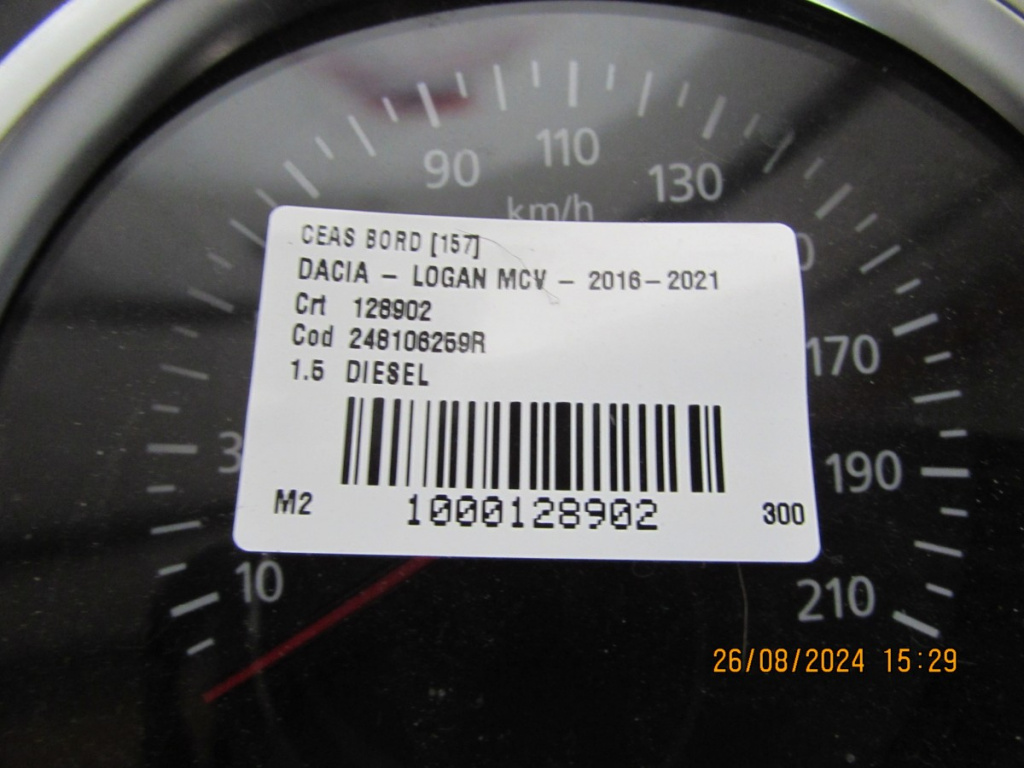 90
110
130
km/h
CEAS BORD [157]
DACIA - LOGAN MCV - 2016-2021
Crt 128902
Cod 248106259R
1.5 DIESEL
170
190
M2 1000128902 300
10
210
26/08/2024 15:29